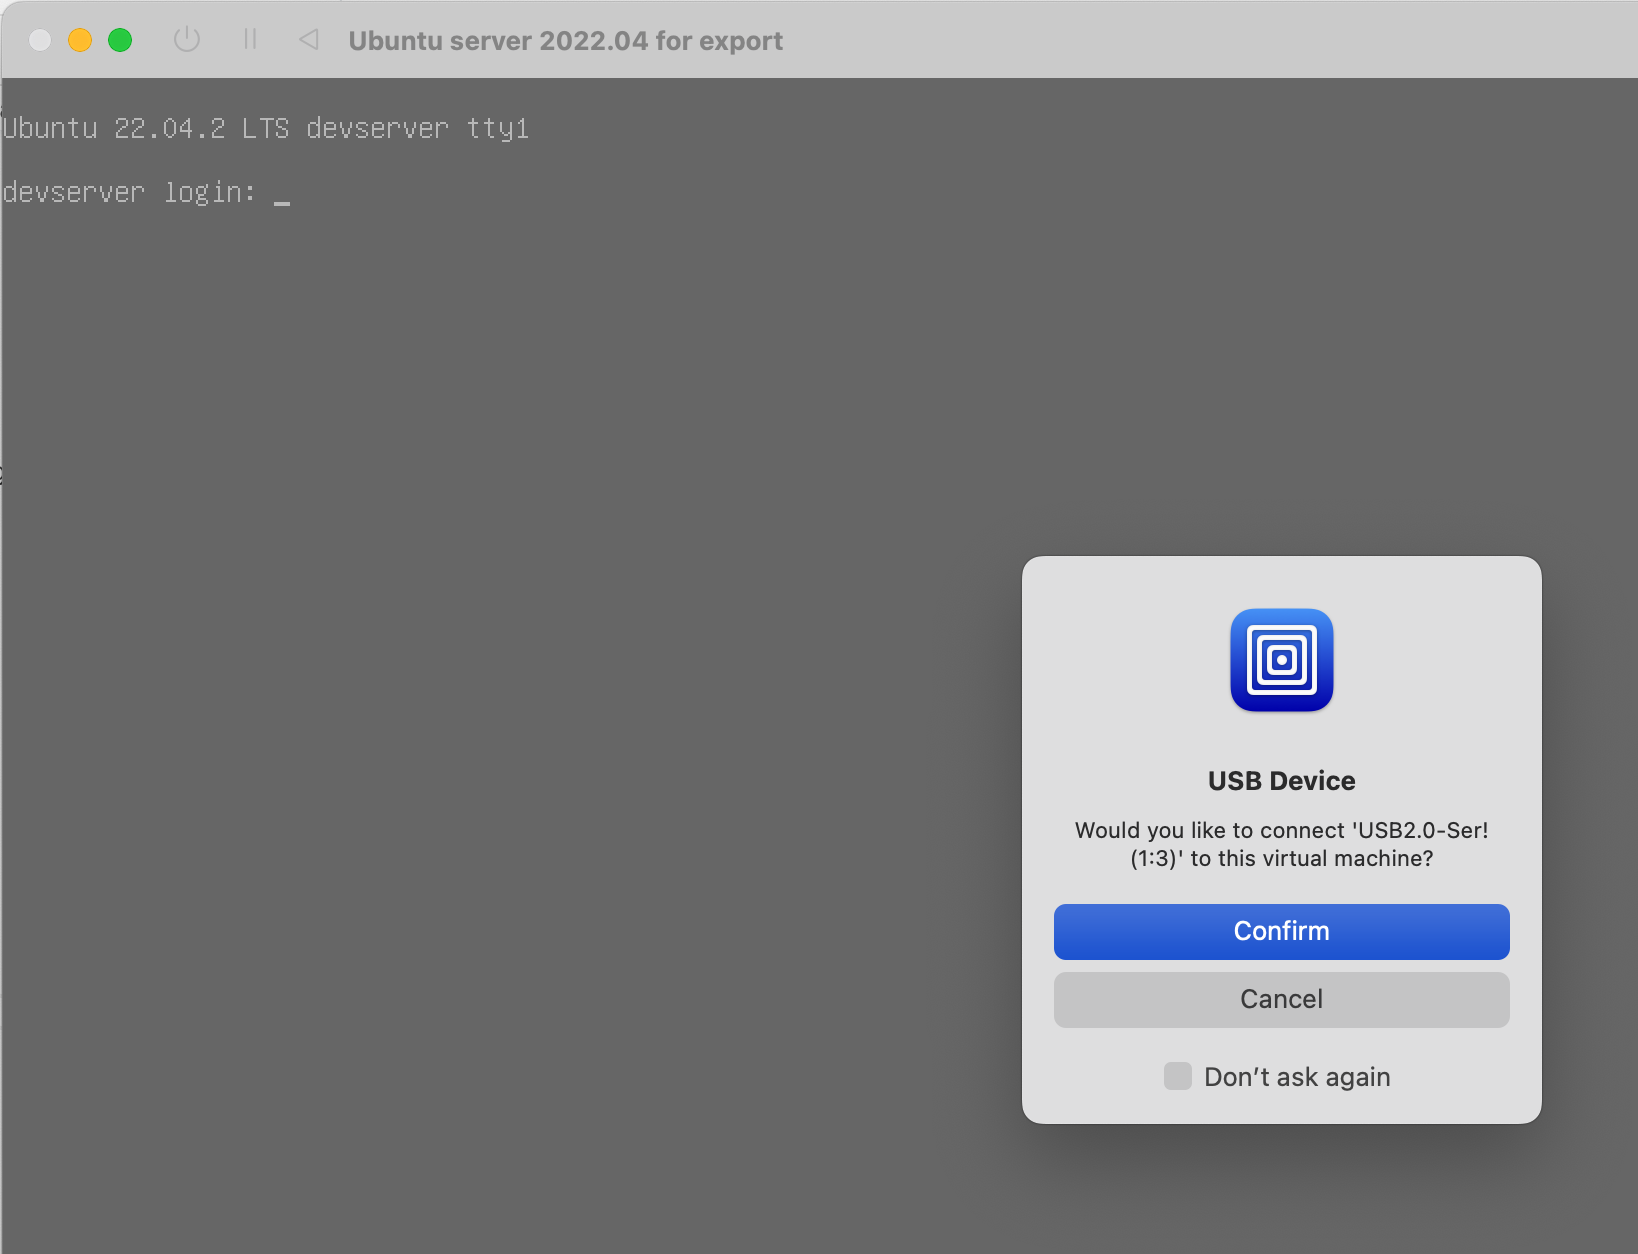 Ubuntu server 2022.04 for export
Ubuntu 22.04.2 LTS devserver tty1
devserver login: _
USB Device
Would you like to connect 'USB2.0-Ser!
(1:3)' to this virtual machine?
Confirm
Cancel
Don’t ask again